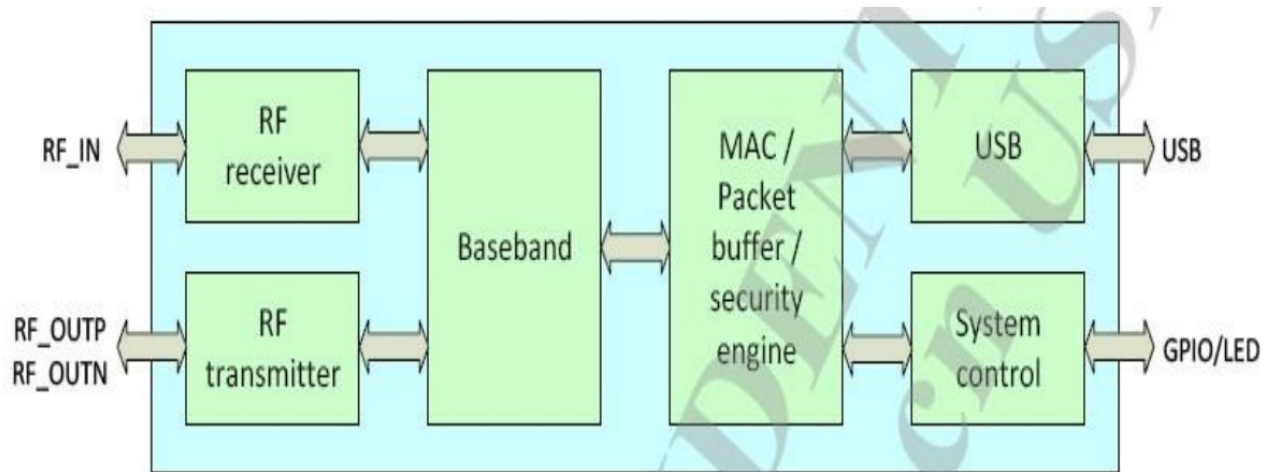 RF_IN
RF
receiver
RF_OUTP
RF_OUTN
RF
transmitter
Baseband
MAC /
Packet
buffer /
security
engine
USB
USB
System
control
GPIO/LED